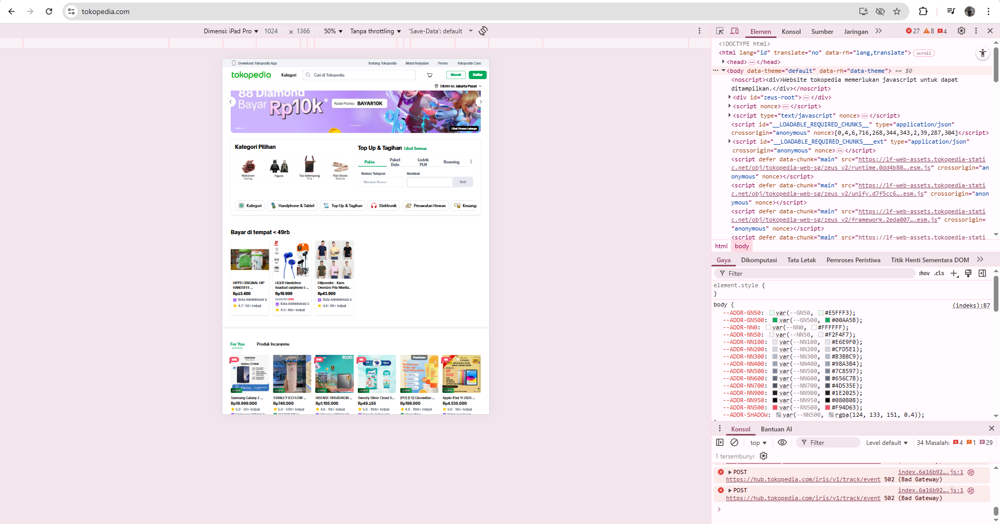 tokopedia.com
Dimensi: iPad Pro ▼ 1024 × 1366 50% ▼ Tanpa throttling ▼ 'Save-Data': default
Download Tokopedia App Tentang Tokopedia Mulai Berjualan Promo Tokopedia Care
tokopedia Kategori Cari di Tokopedia Masuk Daftar
Dikirim ke Jakarta Pusat
88 Diamond
Bayar Rp10k* Kode Promo: BAYAR10K
Lihat Promo Lainnya
Kategori Pilihan
Makanan Kering
Figure
Tas Selempang Pria
Flat Shoes Wanita
Top Up & Tagihan Lihat Semua
Pulsa Paket Data Listrik PLN Roaming
Nomor Telepon Nominal
Masukan Nomor Beli
Kategori Handphone & Tablet Top-Up & Tagihan Elektronik Perawatan Hewan Keuang
Bayar di tempat < 49rb
HIPPO ORIGINAL HIP HANDSFEE ...
Rp23.400
Kota Administrasi Ja
4.7 | 50+ terjual
LIGER Handsfree headset earphone L-...
Rp19.999
Rp99.995 80%
Kota Administrasi Ja
4.5 | 4rb+ terjual
Ellipsesinc - Kaos Oversize Pria Wanita...
Rp43.900
Kota Administrasi Ja
4.4 | 80+ terjual
For You Produk Incaranmu
SAMSUNG
Galaxy Z Fold6
25%
Samsung Galaxy Z ...
Rp19.999.000
5.0 · 50+ terjual
STANLEY ICEFLOW ...
Rp740.000
5.0 · 500+ terjual
10.10
61%
HISENSE-RR58D4IGN-...
Rp1.105.000
4.8 · 1rb+ terjual
Sweety Silver Cloud S...
Rp49.255
5.0 · 10rb+ terjual
PreOrder
[PO] [FS] Gloow&be ...
Rp198.000
4.9 · 10rb+ terjual
Apple iPad 11 2025 ...
Rp4.535.000
5.0 · 1rb+ terjual
Elemen Konsol Sumber Jaringan 27 8 4
<!DOCTYPE html>
<html lang="id" translate="no" data-rh="lang,translate"> scroll
<head> </head>
<body data-theme="default" data-rh="data-theme"> == $0
<noscript><div>Website tokopedia memerlukan javascript untuk dapat
ditampilkan.</div></noscript>
<div id="zeus-root"> </div>
<script nonce> </script>
<script type="text/javascript" nonce> </script>
<script id="__LOADABLE_REQUIRED_CHUNKS__" type="application/json"
crossorigin="anonymous" nonce>[0,4,6,716,268,344,343,2,39,287,304]</script>
<script id="__LOADABLE_REQUIRED_CHUNKS___ext" type="application/json"
crossorigin="anonymous" nonce> </script>
<script defer data-chunk="main" src="https://lf-web-assets.tokopedia-stati
c.net/obj/tokopedia-web-sg/zeus_v2/runtime.0dd4b80….esm.js" crossorigin="an
onymous" nonce></script>
<script defer data-chunk="main" src="https://lf-web-assets.tokopedia-stati
c.net/obj/tokopedia-web-sg/zeus_v2/unify.d7f5cc6….esm.js" crossorigin="anon
ymous" nonce></script>
<script defer data-chunk="main" src="https://lf-web-assets.tokopedia-stati
c.net/obj/tokopedia-web-sg/zeus_v2/framework.2eda007….esm.js" crossorigin=
"anonymous" nonce></script>
<script defer data-chunk="main" src="https://lf-web-assets.tokopedia-stati
html body
Gaya Dikomputasi Tata Letak Pemroses Peristiwa Titik Henti Sementara DOM
Filter :hov .cls
element.style {
}
body { (indeks):87
--ADDR-GN50: var(--GN50, #E5FFF3);
--ADDR-GN500: var(--GN500, #00AA5B);
--ADDR-NN0: var(--NN0, #FFFFFF);
--ADDR-NN50: var(--NN50, #F2F4F7);
--ADDR-NN100: var(--NN100, #E6E9F0);
--ADDR-NN200: var(--NN200, #CFD5E1);
--ADDR-NN300: var(--NN300, #B3BBC9);
--ADDR-NN400: var(--NN400, #98A3B4);
--ADDR-NN500: var(--NN500, #7C8597);
--ADDR-NN600: var(--NN600, #656C7B);
--ADDR-NN700: var(--NN700, #4D535E);
--ADDR-NN900: var(--NN900, #1E2025);
--ADDR-NN950: var(--NN950, #080808);
--ADDR-RN500: var(--RN500, #F94D63);
--ADDR-SHADOW: var(--NN500, rgba(124, 133, 151, 0.4));
Konsol Bantuan AI
top ▼ Filter Level default ▼ 34 Masalah: 4 1 29
1 tersembunyi
POST index.6a16b92….js:1
https://hub.tokopedia.com/iris/v1/track/event 502 (Bad Gateway)
POST index.6a16b92….js:1
https://hub.tokopedia.com/iris/v1/track/event 502 (Bad Gateway)